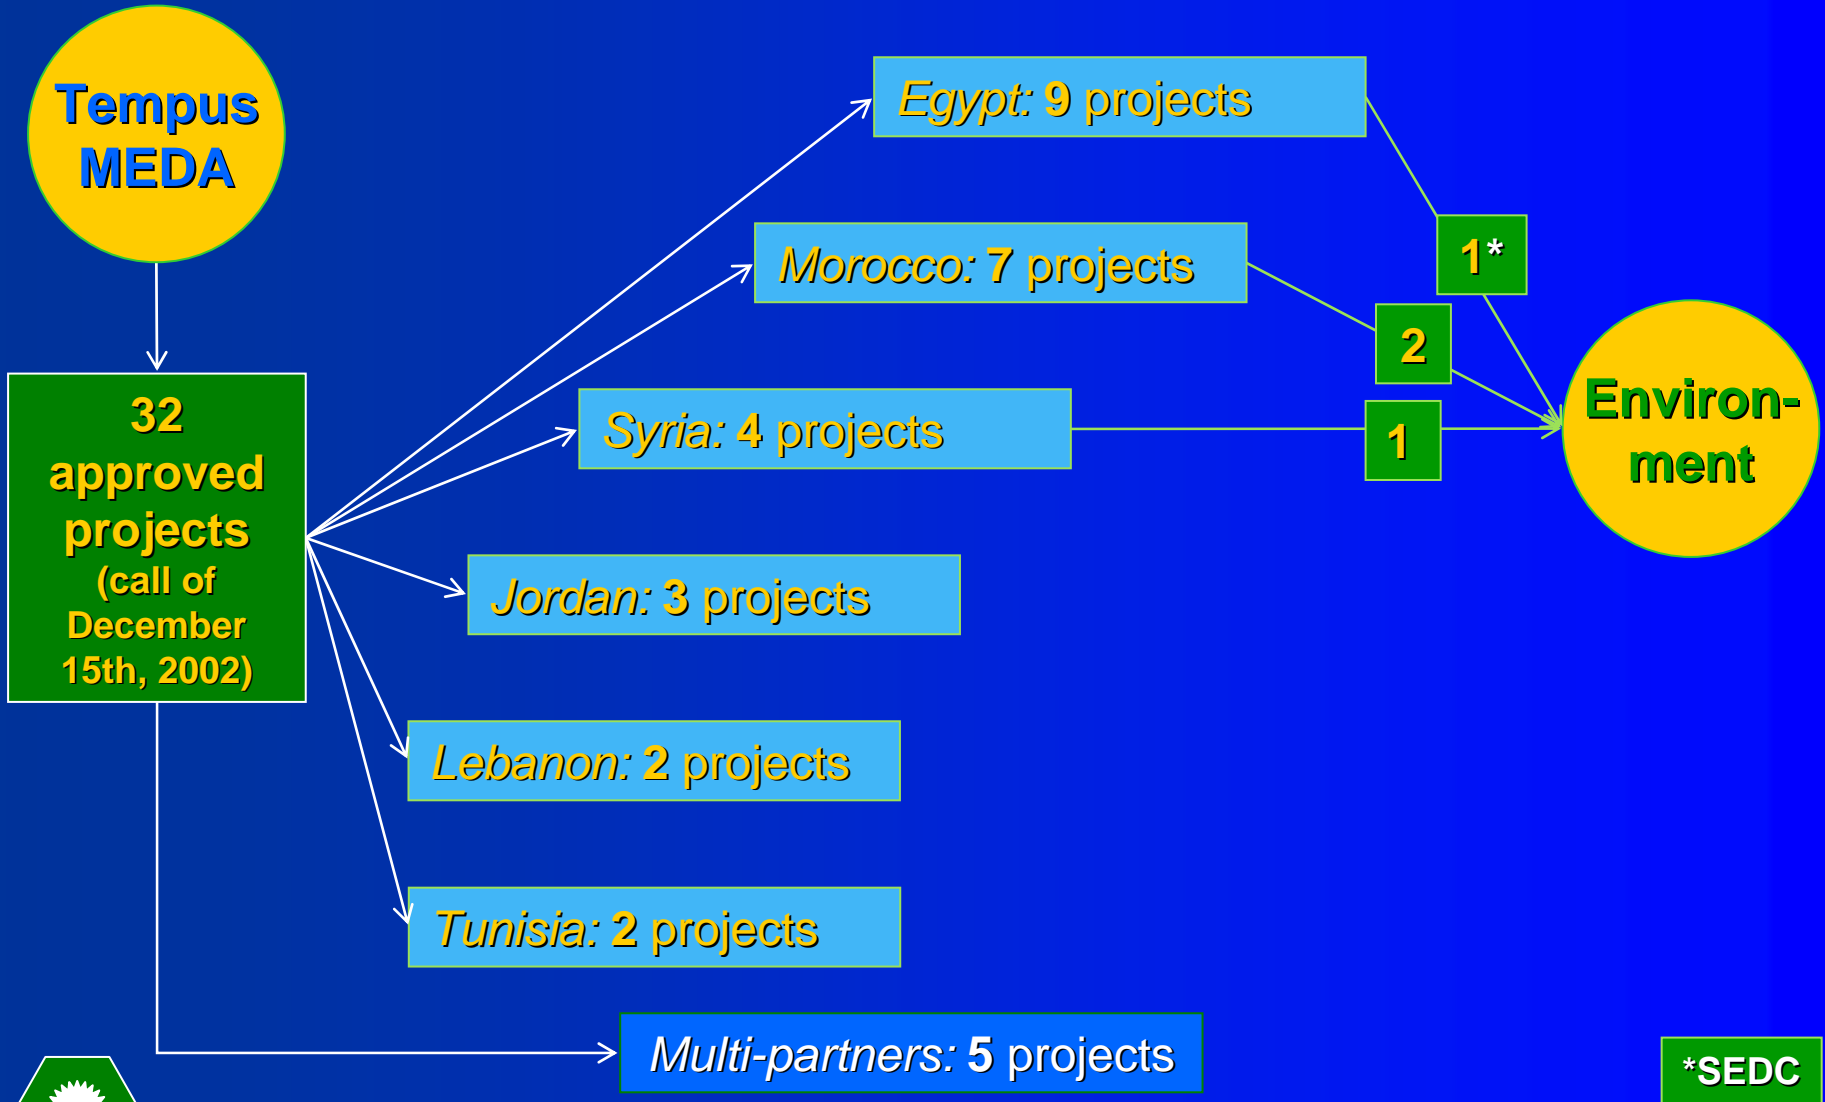 Tempus
MEDA
32
approved
projects
(call of
December
15th, 2002)
Egypt: 9 projects
Morocco: 7 projects
Syria: 4 projects
Jordan: 3 projects
Lebanon: 2 projects
Tunisia: 2 projects
Multi-partners: 5 projects
1*
2
1
Environ-
ment
*SEDC